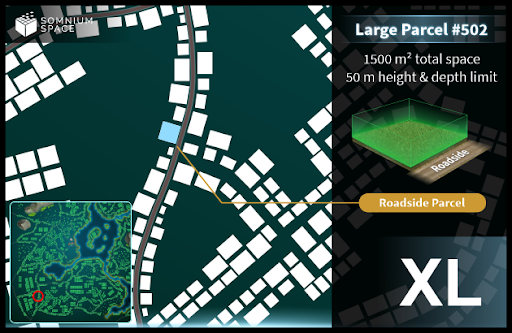 SOMNIUM
SPACE
Large Parcel #502
1500 m² total space
50 m height & depth limit
Roadside
Roadside Parcel
XL